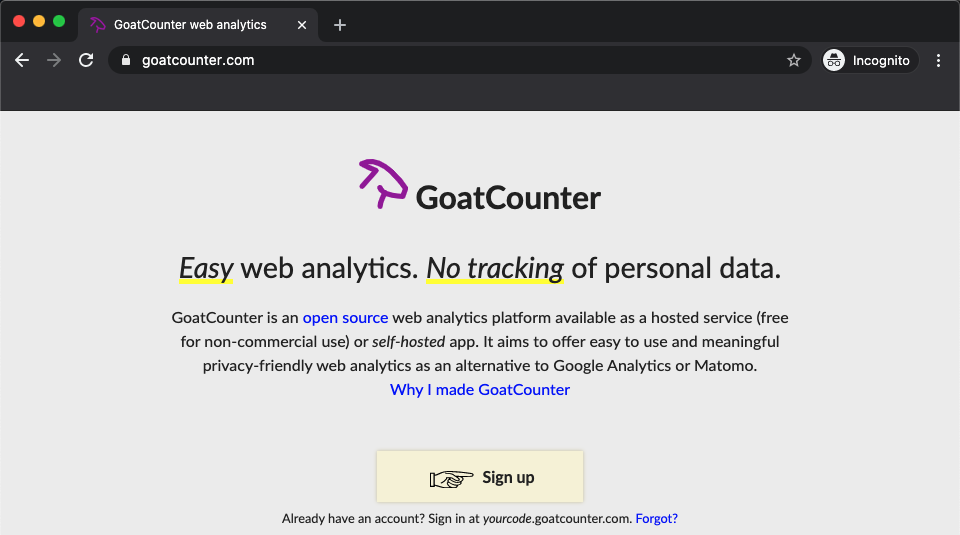 GoatCounter web analytics
goatcounter.com
Incognito
GoatCounter
Easy web analytics. No tracking of personal data.
GoatCounter is an open source web analytics platform available as a hosted service (free
for non-commercial use) or self-hosted app. It aims to offer easy to use and meaningful
privacy-friendly web analytics as an alternative to Google Analytics or Matomo.
Why I made GoatCounter
Sign up
Already have an account? Sign in at yourcode.goatcounter.com. Forgot?